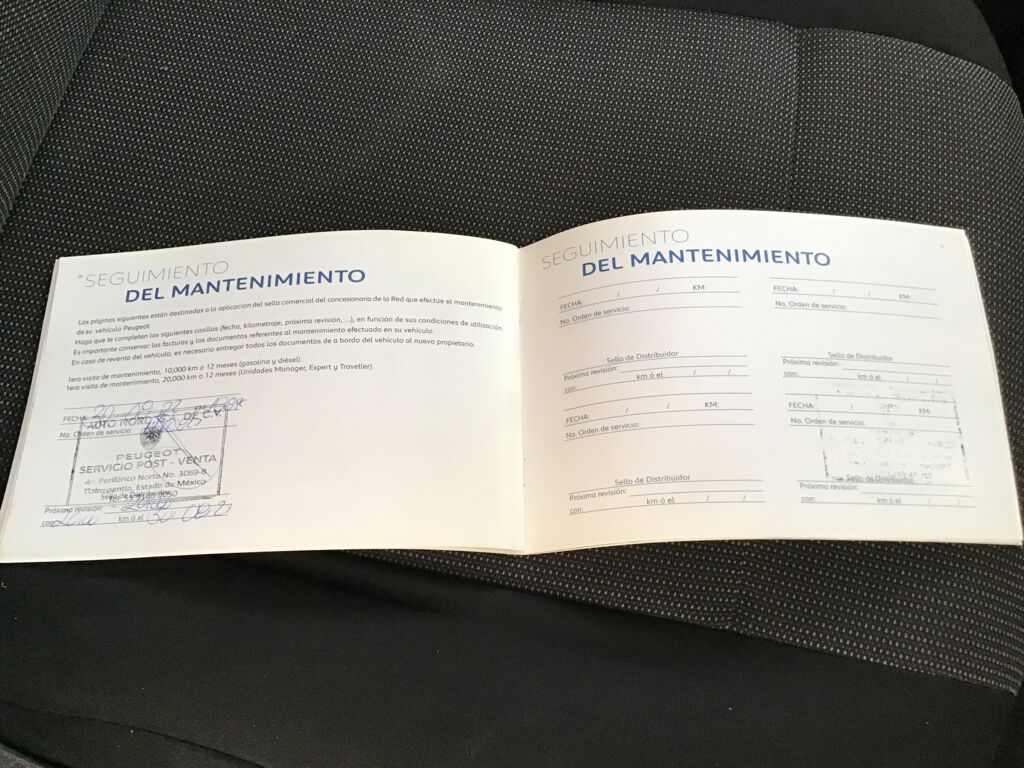 SEGUIMIENTO
DEL MANTENIMIENTO
Las páginas siguientes están destinadas a la aplicación del sello comercial del concesionario de la Red que efectúe el mantenimiento
de su vehículo Peugeot.
Haga que le completen las siguientes casillas (fecha, kilometraje, próxima revisión, ...), en función de sus condiciones de utilización.
Es importante conservar las facturas y los documentos referentes al mantenimiento efectuado en su vehículo.
En caso de reventa del vehículo, es necesario entregar todos los documentos de a bordo del vehículo al nuevo propietario.
1era visita de mantenimiento, 10,000 km o 12 meses (gasolina y diésel).
1era visita de mantenimiento, 20,000 km o 12 meses (Unidades Manager, Expert y Traveller).
FECHA: KM:
AUTO DE C.V.
No. Orden de servicio:
PEUGEOT
SERVICIO POST - VENTA
Av. Periférico Norte No. 3069-B
Tlalnepantla, Estado de México
Sello de
Próxima revisión:
con: km ó el
SEGUIMIENTO
DEL MANTENIMIENTO
FECHA: / / KM:
No. Orden de servicio:
Sello de Distribuidor
Próxima revisión:
con: km ó el / /
FECHA: / / KM:
No. Orden de servicio:
Sello de Distribuidor
Próxima revisión:
con: km ó el / /
FECHA: / / KM:
No. Orden de servicio:
Sello de Distribuidor
Próxima revisión:
con: km ó el / /
FECHA: / / KM:
No. Orden de servicio:
Sello de Distribuidor
Próxima revisión:
con: km ó el / /